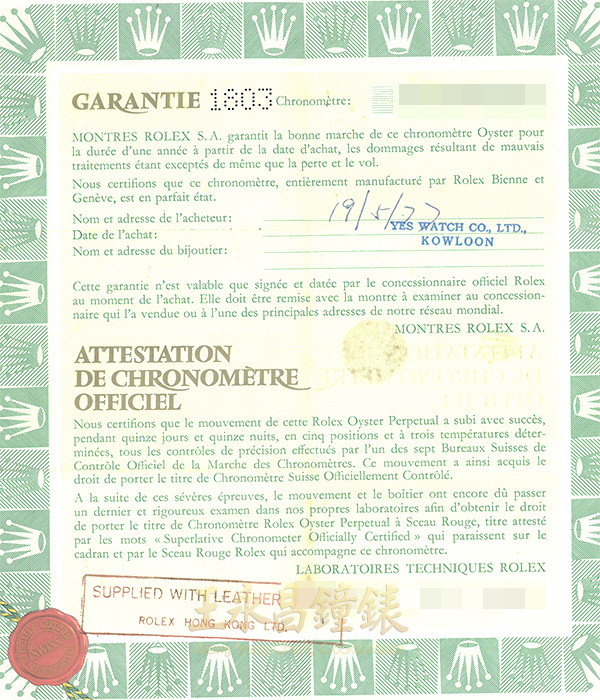 GARANTIE 1803 Chronomètre:
MONTRES ROLEX S. A. garantit la bonne marche de ce chronomètre Oyster pour
la durée d'une année à partir de la date d'achat, les dommages résultant de mauvais
traitements étant exceptés de même que la perte et le vol.
Nous certifions que ce chronomètre, entièrement manufacturé par Rolex Bienne et
Genève, est en parfait état.
Nom et adresse de l'acheteur:
19/5/77
Date de l'achat:
YES WATCH CO., LTD.,
KOWLOON
Nom et adresse du bijoutier:
Cette garantie n'est valable que signée et datée par le concessionnaire officiel Rolex
au moment de l'achat. Elle doit être remise avec la montre à examiner au concession-
naire qui l'a vendue ou à l'une des principales adresses de notre réseau mondial.
MONTRES ROLEX S. A.
ATTESTATION
DE CHRONOMÈTRE
OFFICIEL
Nous certifions que le mouvement de cette Rolex Oyster Perpetual a subi avec succès,
pendant quinze jours et quinze nuits, en cinq positions et à trois températures déter-
minées, tous les contrôles de précision effectués par l'un des sept Bureaux Suisses de
Contrôle Officiel de la Marche des Chronomètres. Ce mouvement a ainsi acquis le
droit de porter le titre de Chronomètre Suisse Officiellement Contrôlé.
A la suite de ces sévères épreuves, le mouvement et le boîtier ont encore dû passer
un dernier et rigoureux examen dans nos propres laboratoires afin d'obtenir le droit
de porter le titre de Chronomètre Rolex Oyster Perpetual à Sceau Rouge, titre attesté
par les mots «Superlative Chronometer Officially Certified» qui paraissent sur le
cadran et par le Sceau Rouge Rolex qui accompagne ce chronomètre.
LABORATOIRES TECHNIQUES ROLEX
SUPPLIED WITH LEATHER
ROLEX HONG KONG LTD.
永昌鐘錶